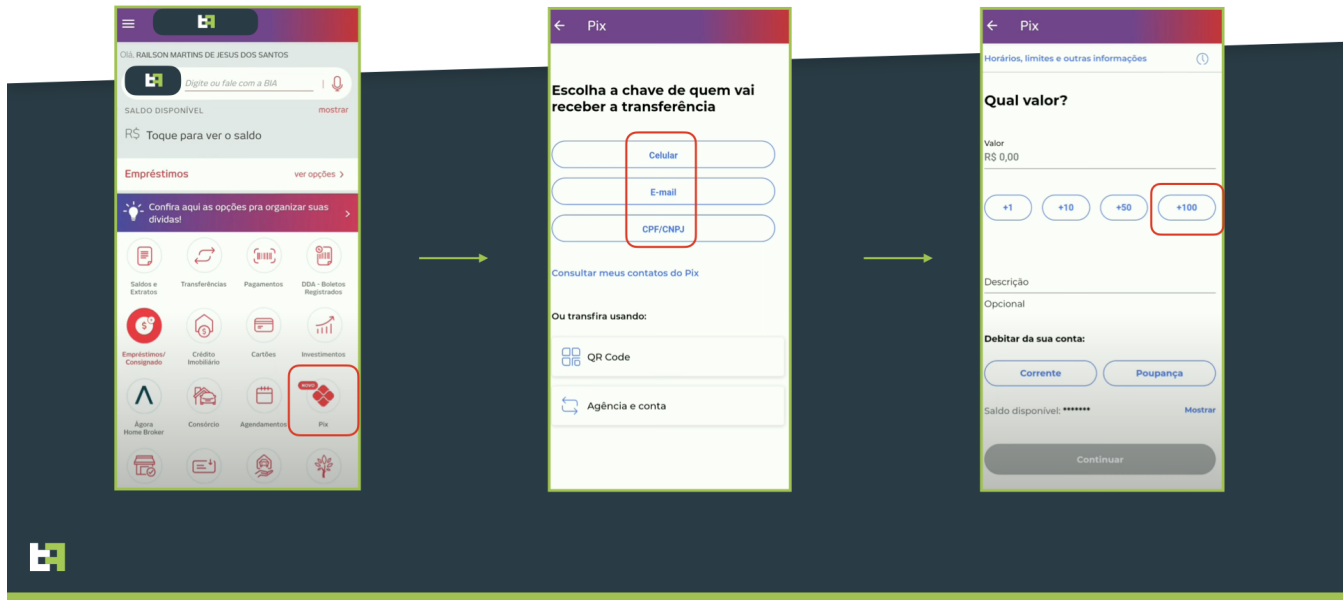 Olá, RAILSON MARTINS DE JESUS DOS SANTOS
Digite ou fale com a BIA
SALDO DISPONÍVEL
mostrar
R$ Toque para ver o saldo
Empréstimos
ver opções >
Confira aqui as opções pra organizar suas
dívidas!
Saldos e
Extratos
Transferências
Pagamentos
DDA - Boletos
Registrados
Empréstimos/
Consignado
Crédito
Imobiliário
Cartões
Investimentos
NOVO
Ágora
Home Broker
Consórcio
Agendamentos
Pix
Pix
Escolha a chave de quem vai
receber a transferência
Celular
E-mail
CPF/CNPJ
Consultar meus contatos do Pix
Ou transfira usando:
QR Code
Agência e conta
Pix
Horários, limites e outras informações
Qual valor?
Valor
R$ 0,00
+1
+10
+50
+100
Descrição
Opcional
Debitar da sua conta:
Corrente
Poupança
Saldo disponível: *******
Mostrar
Continuar